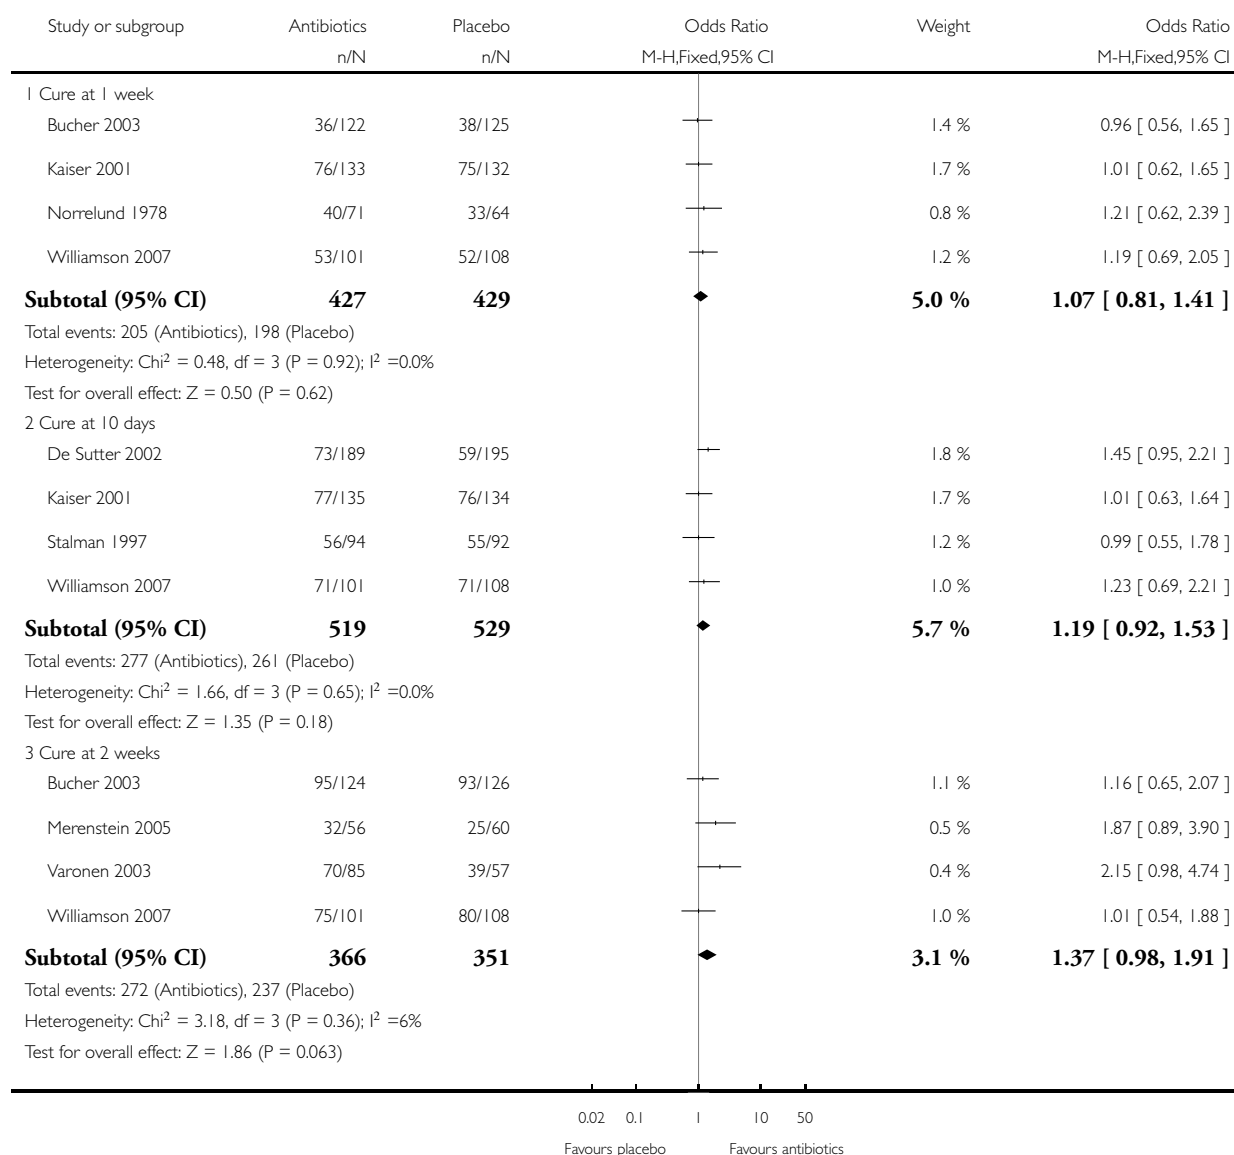 Study or subgroup Antibiotics Placebo Odds Ratio Weight Odds Ratio
n/N n/N M-H,Fixed,95% CI M-H,Fixed,95% CI
1 Cure at 1 week
Bucher 2003 36/122 38/125 1.4 % 0.96 [ 0.56, 1.65 ]
Kaiser 2001 76/133 75/132 1.7 % 1.01 [ 0.62, 1.65 ]
Norrelund 1978 40/71 33/64 0.8 % 1.21 [ 0.62, 2.39 ]
Williamson 2007 53/101 52/108 1.2 % 1.19 [ 0.69, 2.05 ]
Subtotal (95% CI) 427 429 5.0 % 1.07 [ 0.81, 1.41 ]
Total events: 205 (Antibiotics), 198 (Placebo)
Heterogeneity: Chi² = 0.48, df = 3 (P = 0.92); I² =0.0%
Test for overall effect: Z = 0.50 (P = 0.62)
2 Cure at 10 days
De Sutter 2002 73/189 59/195 1.8 % 1.45 [ 0.95, 2.21 ]
Kaiser 2001 77/135 76/134 1.7 % 1.01 [ 0.63, 1.64 ]
Stalman 1997 56/94 55/92 1.2 % 0.99 [ 0.55, 1.78 ]
Williamson 2007 71/101 71/108 1.0 % 1.23 [ 0.69, 2.21 ]
Subtotal (95% CI) 519 529 5.7 % 1.19 [ 0.92, 1.53 ]
Total events: 277 (Antibiotics), 261 (Placebo)
Heterogeneity: Chi² = 1.66, df = 3 (P = 0.65); I² =0.0%
Test for overall effect: Z = 1.35 (P = 0.18)
3 Cure at 2 weeks
Bucher 2003 95/124 93/126 1.1 % 1.16 [ 0.65, 2.07 ]
Merenstein 2005 32/56 25/60 0.5 % 1.87 [ 0.89, 3.90 ]
Varonen 2003 70/85 39/57 0.4 % 2.15 [ 0.98, 4.74 ]
Williamson 2007 75/101 80/108 1.0 % 1.01 [ 0.54, 1.88 ]
Subtotal (95% CI) 366 351 3.1 % 1.37 [ 0.98, 1.91 ]
Total events: 272 (Antibiotics), 237 (Placebo)
Heterogeneity: Chi² = 3.18, df = 3 (P = 0.36); I² =6%
Test for overall effect: Z = 1.86 (P = 0.063)
0.02 0.1 1 10 50
Favours placebo Favours antibiotics